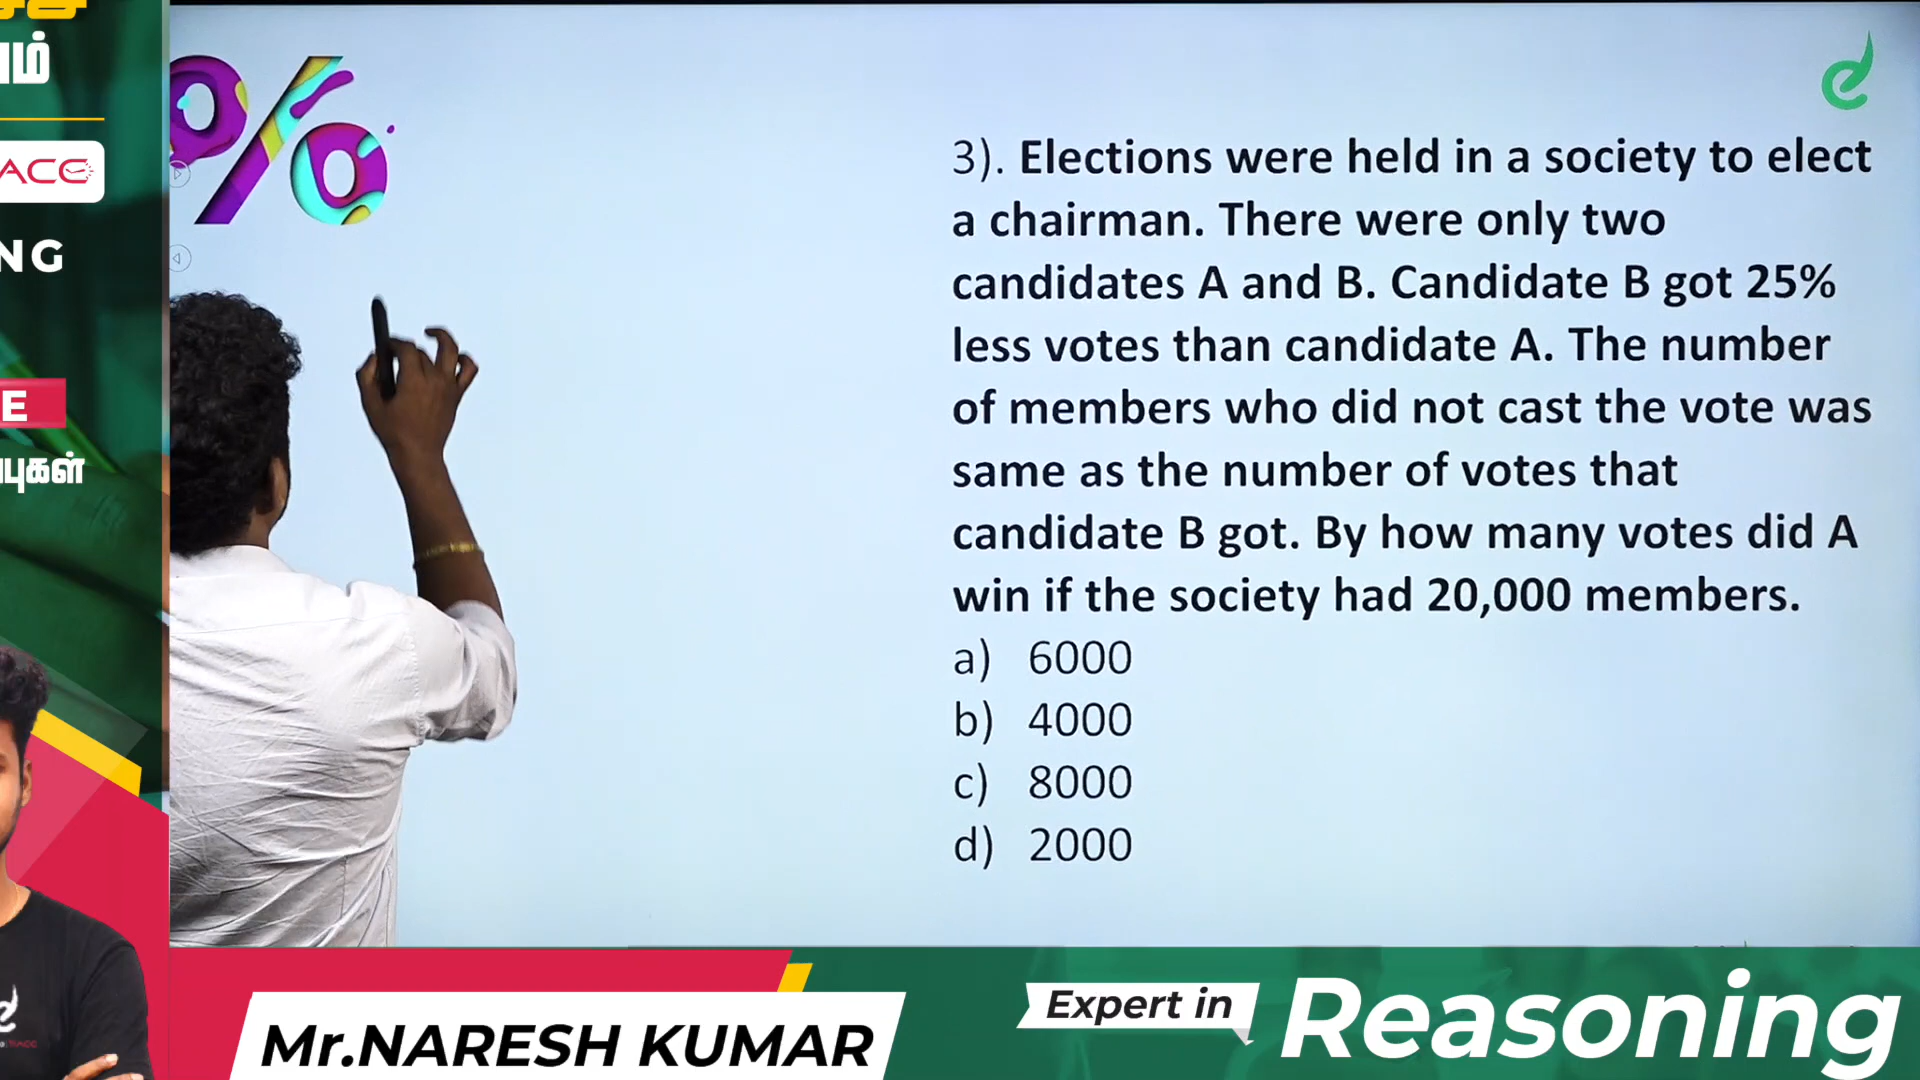 %
3). Elections were held in a society to elect
a chairman. There were only two
candidates A and B. Candidate B got 25%
less votes than candidate A. The number
of members who did not cast the vote was
same as the number of votes that
candidate B got. By how many votes did A
win if the society had 20,000 members.
a) 6000
b) 4000
c) 8000
d) 2000
Mr.NARESH KUMAR
Expert in
Reasoning